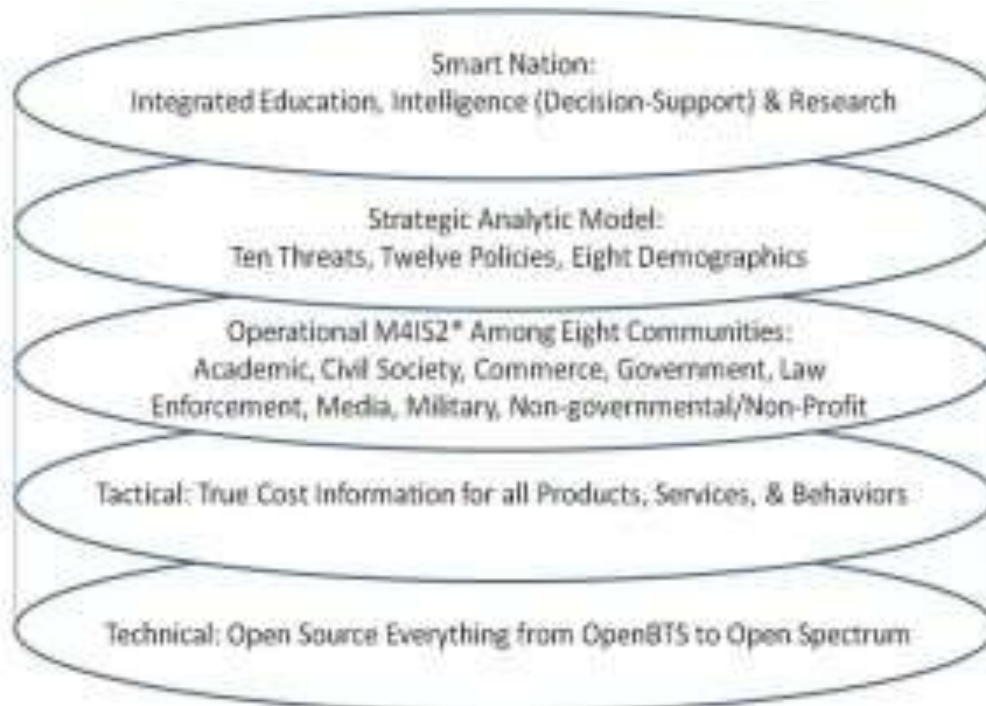 Smart Nation:
Integrated Education, Intelligence (Decision-Support) & Research
Strategic Analytic Model:
Ten Threats, Twelve Policies, Eight Demographics
Operational M4IS2* Among Eight Communities:
Academic, Civil Society, Commerce, Government, Law
Enforcement, Media, Military, Non-governmental/Non-Profit
Tactical: True Cost Information for all Products, Services, & Behaviors
Technical: Open Source Everything from OpenBTS to Open Spectrum